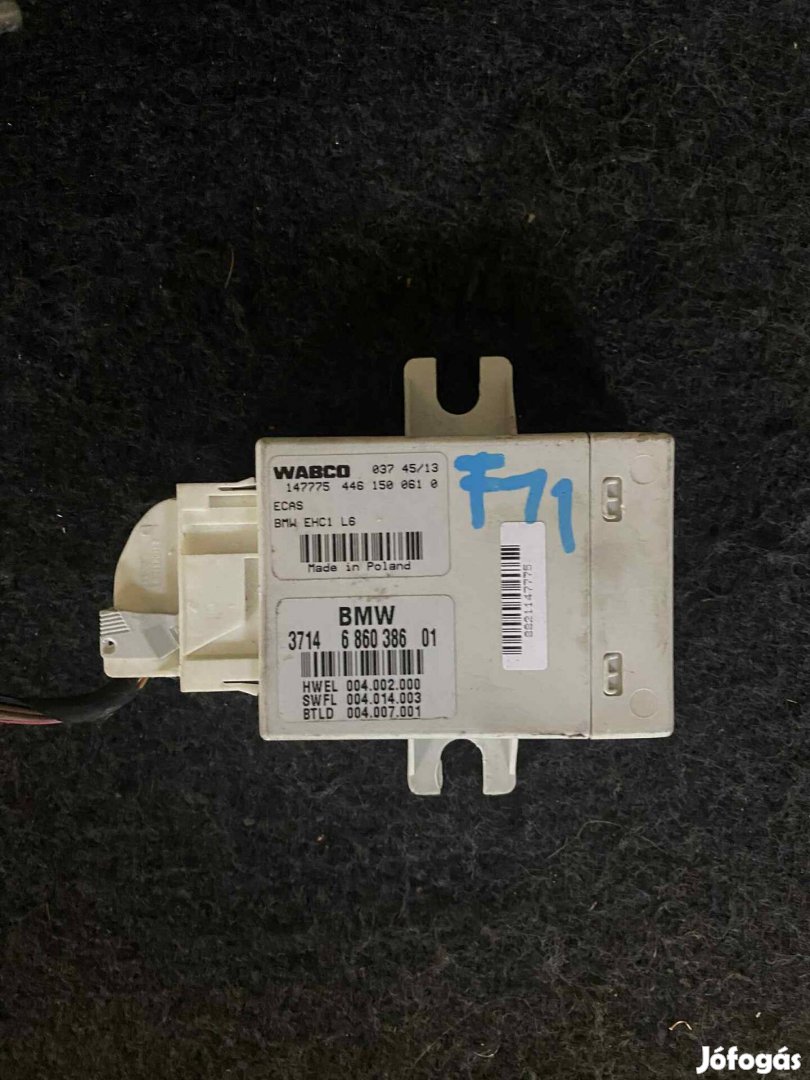 WABCO 037 45/13
147775 446 150 061 0
ECAS
BMW EHC1 L6
Made in Poland
F11
8821147775
BMW
3714 6 860 386 01
HWEL 004.002.000
SWFL 004.014.003
BTLD 004.007.001
Jófogás